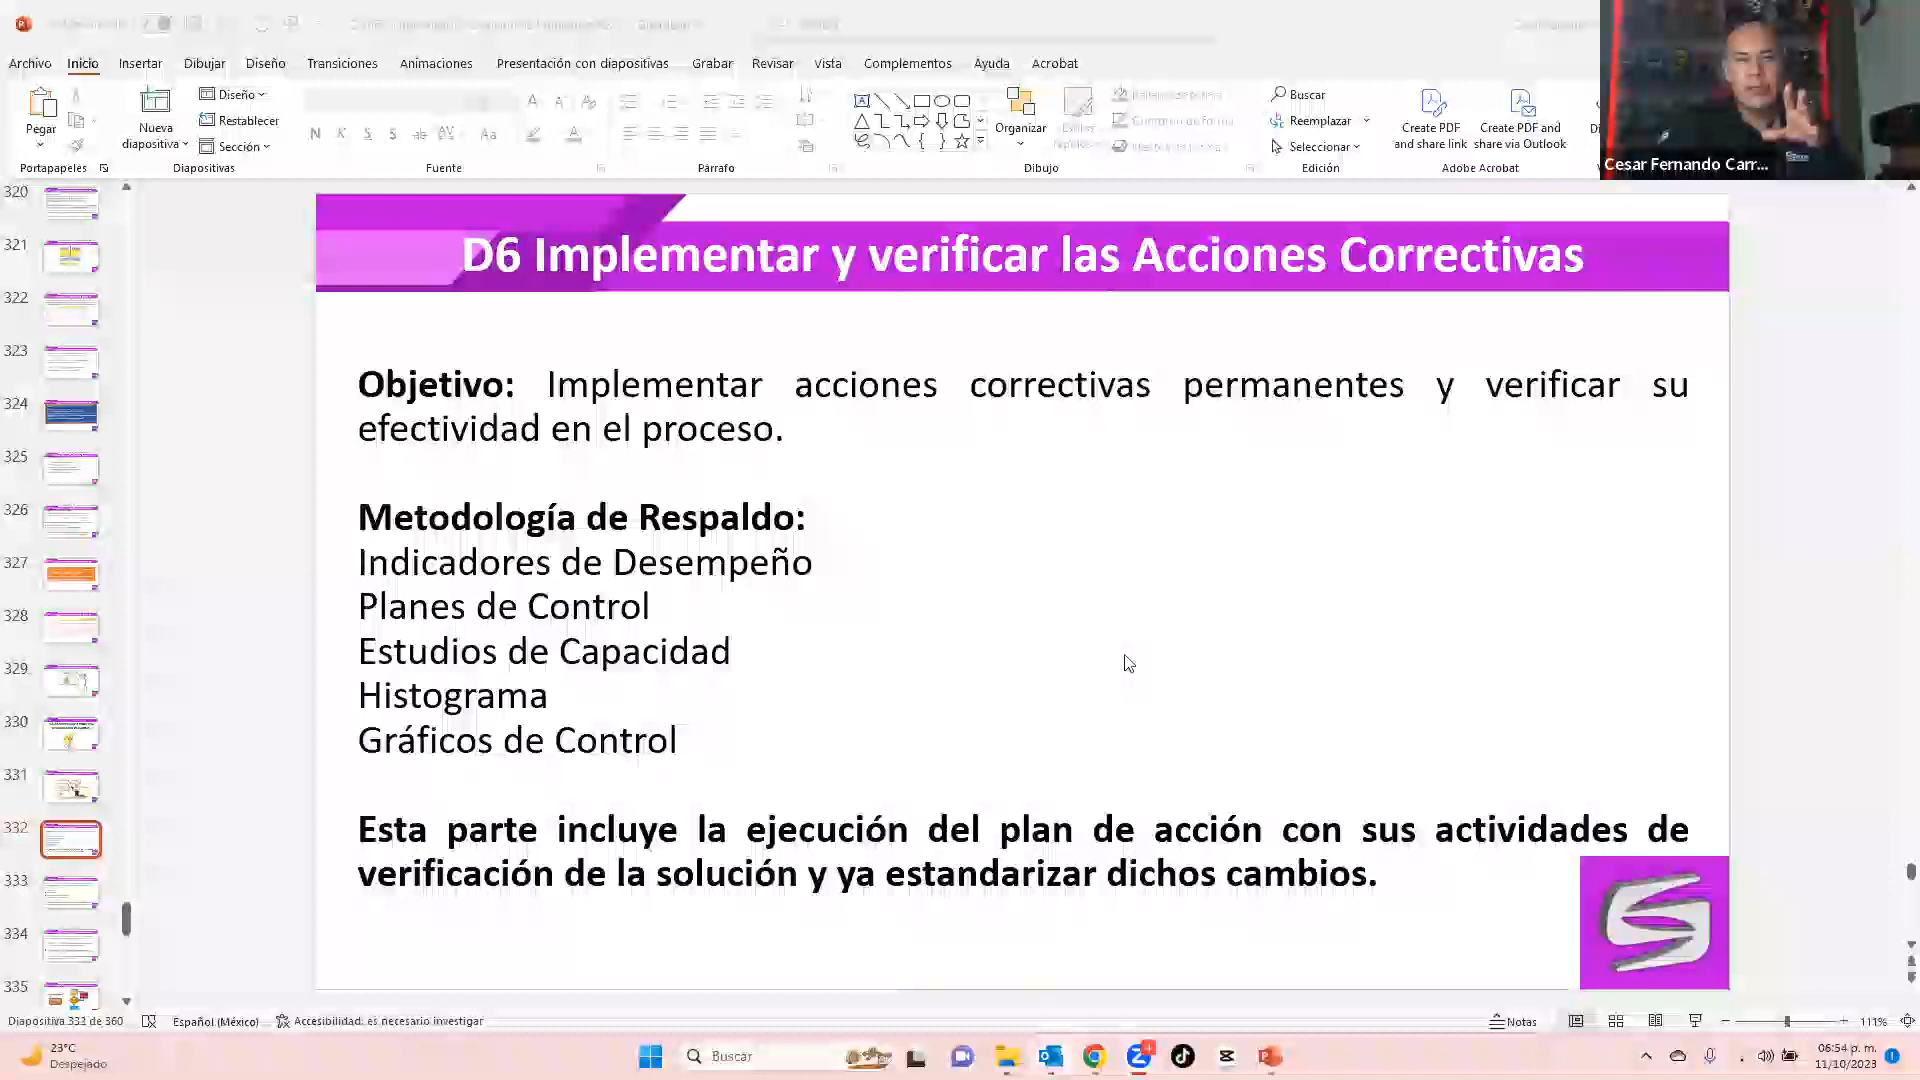 Archivo Inicio Insertar Dibujar Diseño Transiciones Animaciones Presentación con diapositivas Grabar Revisar Vista Complementos Ayuda Acrobat
Pegar
Nueva
diapositiva
Diseño
Restablecer
Sección
Organizar
Buscar
Reemplazar
Seleccionar
Create PDF
and share link
Create PDF and
share via Outlook
Portapapeles Diapositivas Fuente Párrafo Dibujo Edición Adobe Acrobat
Cesar Fernando Carr...
320
321
322
323
324
325
326
327
328
329
330
331
332
333
334
335
D6 Implementar y verificar las Acciones Correctivas
Objetivo: Implementar acciones correctivas permanentes y verificar su
efectividad en el proceso.
Metodología de Respaldo:
Indicadores de Desempeño
Planes de Control
Estudios de Capacidad
Histograma
Gráficos de Control
Esta parte incluye la ejecución del plan de acción con sus actividades de
verificación de la solución y ya estandarizar dichos cambios.
Español (México) Accesibilidad: es necesario investigar Notas 111%
23°C
Despejado
Buscar
06:54 p. m.
11/10/2023